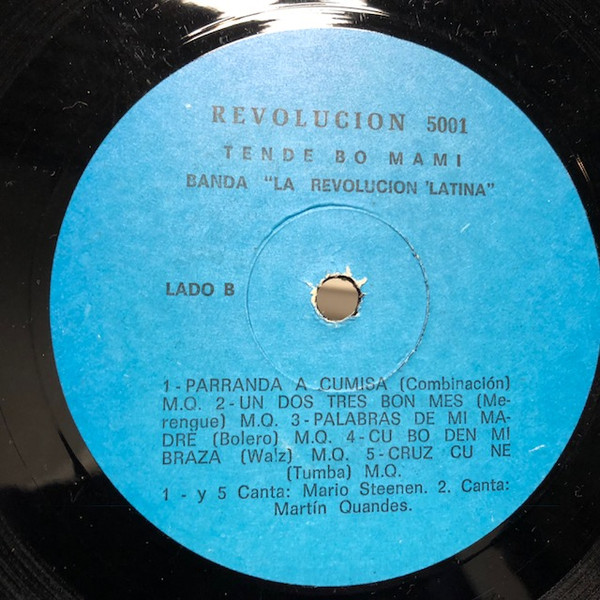 REVOLUCION 5001
TENDE BO MAMI
BANDA "LA REVOLUCION 'LATINA"
LADO B
1 - PARRANDA A CUMISA (Combinación)
M.Q. 2 - UN DOS TRES BON MES (Me-
rengue) M.Q. 3 - PALABRAS DE MI MA-
DRE (Bolero) M.Q. 4 - CU BO DEN MI
BRAZA (Walz) M.Q. 5 - CRUZ CU NE
(Tumba) M.Q.
1 - y 5 Canta: Mario Steenen. 2. Canta:
Martín Quandes.